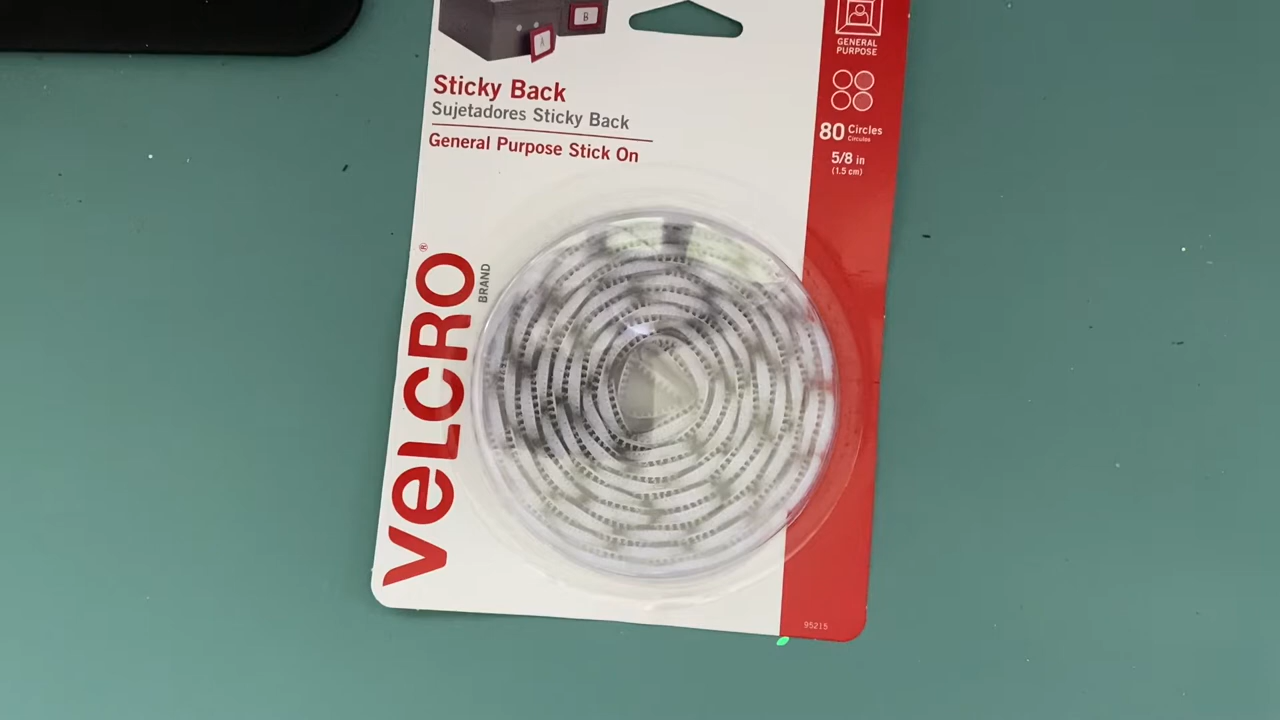 B
A
Sticky Back
Sujetadores Sticky Back
General Purpose Stick On
VELCRO®
BRAND
GENERAL
PURPOSE
80 Circles
Círculos
5/8 in
(1.5 cm)
95215